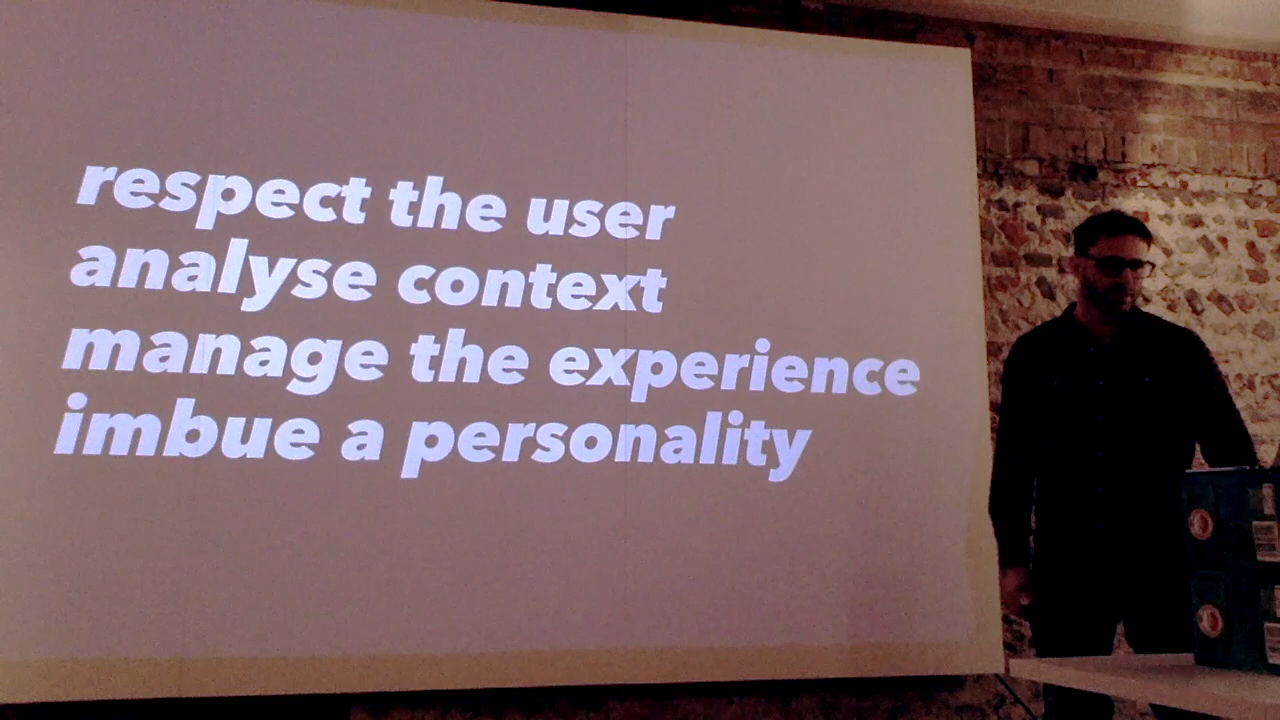 respect the user
analyse context
manage the experience
imbue a personality